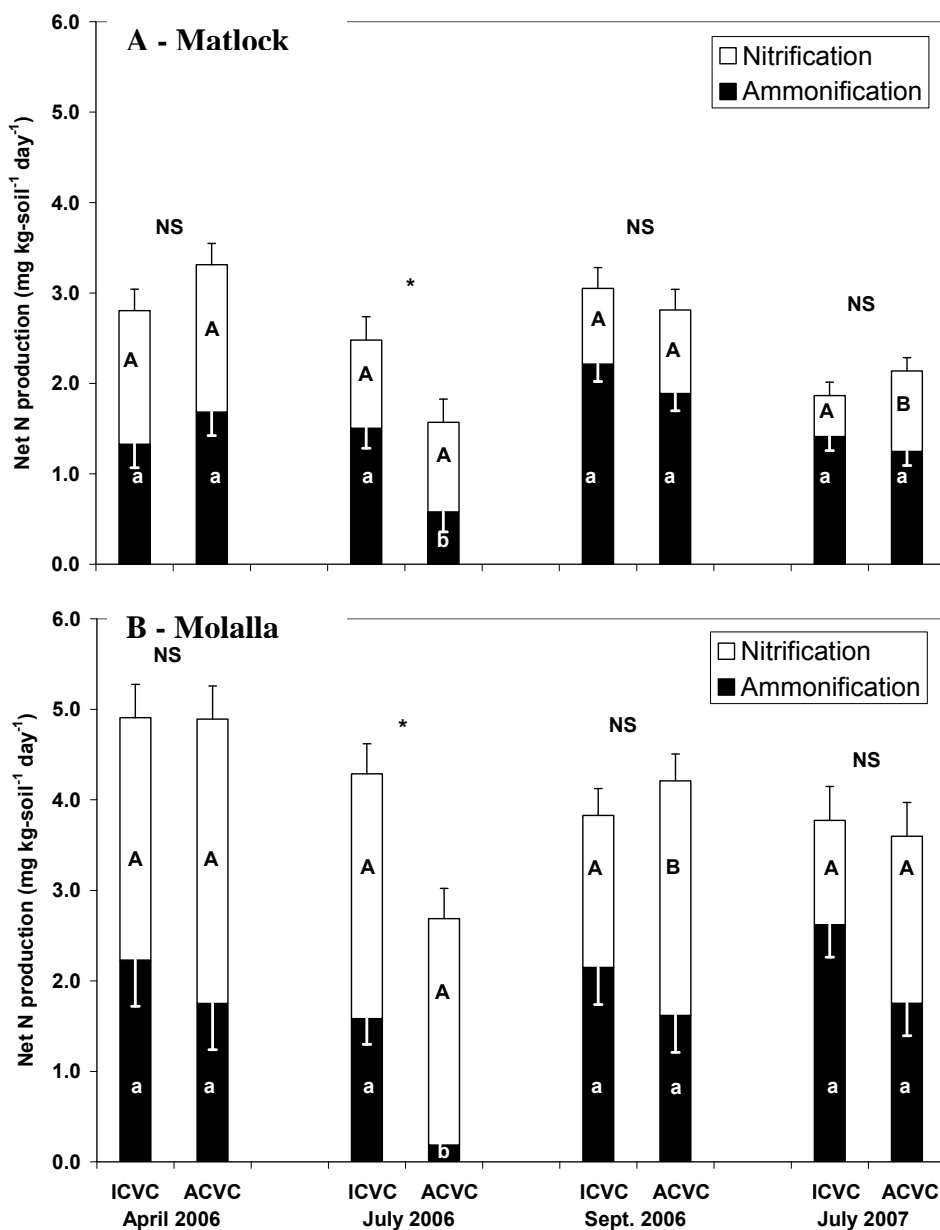 A - Matlock
Nitrification
Ammonification
Net N production (mg kg-soil⁻¹ day⁻¹)
6.0
5.0
4.0
3.0
2.0
1.0
0.0
NS
*
NS
NS
A A A A A A A B
a a a b a a a a
B - Molalla
Nitrification
Ammonification
Net N production (mg kg-soil⁻¹ day⁻¹)
6.0
5.0
4.0
3.0
2.0
1.0
0.0
NS
*
NS
NS
A A A A A B A A
a a a b a a a a
ICVC ACVC ICVC ACVC ICVC ACVC ICVC ACVC
April 2006 July 2006 Sept. 2006 July 2007